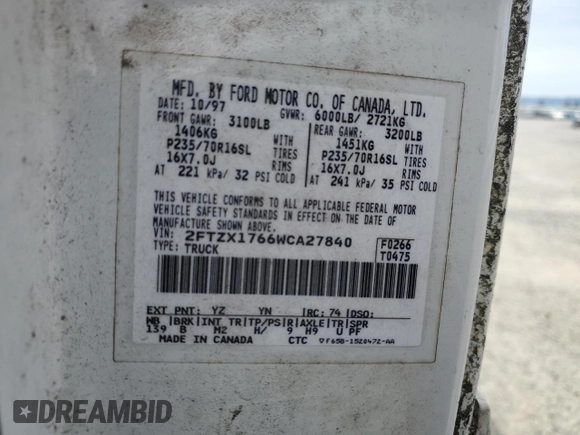 MFD. BY FORD MOTOR CO. OF CANADA, LTD.
DATE: 10/97 GVWR: 6000LB/ 2721KG
FRONT GAWR: 3100LB REAR GAWR: 3200LB
1406KG WITH 1451KG WITH
P235/70R16SL TIRES P235/70R16SL TIRES
16X7.0J RIMS 16X7.0J RIMS
AT 221 kPa/ 32 PSI COLD AT 241 kPa/ 35 PSI COLD
THIS VEHICLE CONFORMS TO ALL APPLICABLE FEDERAL MOTOR
VEHICLE SAFETY STANDARDS IN EFFECT ON THE DATE OF
MANUFACTURE SHOWN ABOVE.
VIN: 2FTZX1766WCA27840 F0266
TYPE: TRUCK T0475
EXT PNT: YZ YN |RC: 74 |DSO:
WB |BRK|INT TR|TP/PS|R|AXLE|TR|SPR
139 B M2 H/ 9 H9 U PF
MADE IN CANADA CTC F65B-1520472-AA
DREAMBID